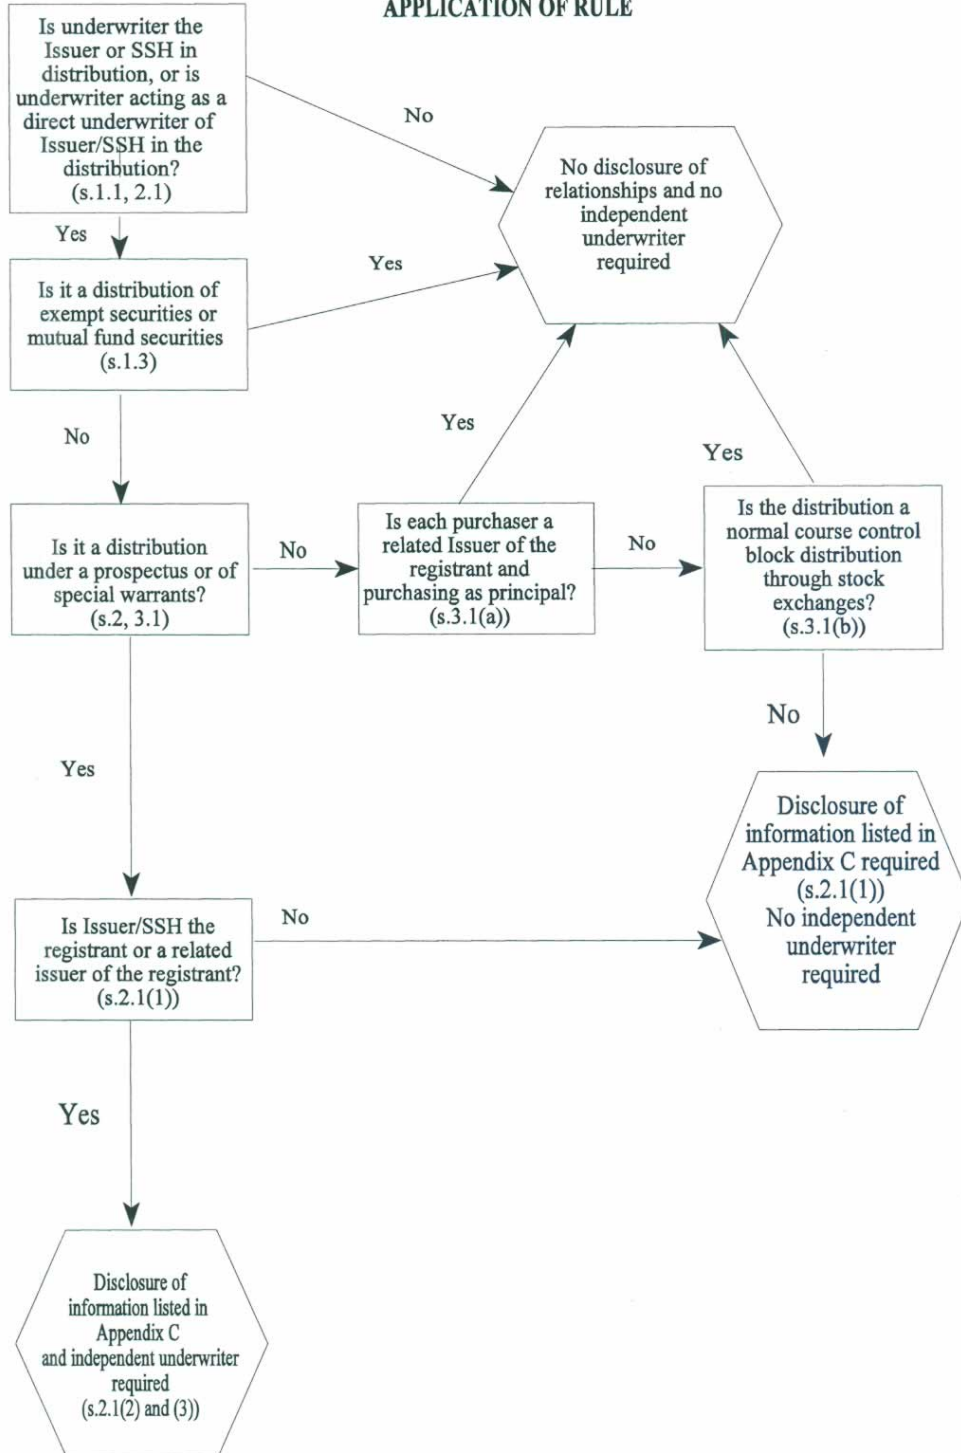 APPLICATION OF RULE
Is underwriter the
Issuer or SSH in
distribution, or is
underwriter acting as a
direct underwriter of
Issuer/SSH in the
distribution?
(s.1.1, 2.1)
No
No disclosure of
relationships and no
independent
underwriter
required
Yes
Is it a distribution of
exempt securities or
mutual fund securities
(s.1.3)
Yes
No
Yes
Yes
Is it a distribution
under a prospectus or of
special warrants?
(s.2, 3.1)
No
Is each purchaser a
related Issuer of the
registrant and
purchasing as principal?
(s.3.1(a))
No
Is the distribution a
normal course control
block distribution
through stock
exchanges?
(s.3.1(b))
No
Yes
Disclosure of
information listed in
Appendix C required
(s.2.1(1))
No independent
underwriter
required
Is Issuer/SSH the
registrant or a related
issuer of the registrant?
(s.2.1(1))
No
Yes
Disclosure of
information listed in
Appendix C
and independent underwriter
required
(s.2.1(2) and (3))